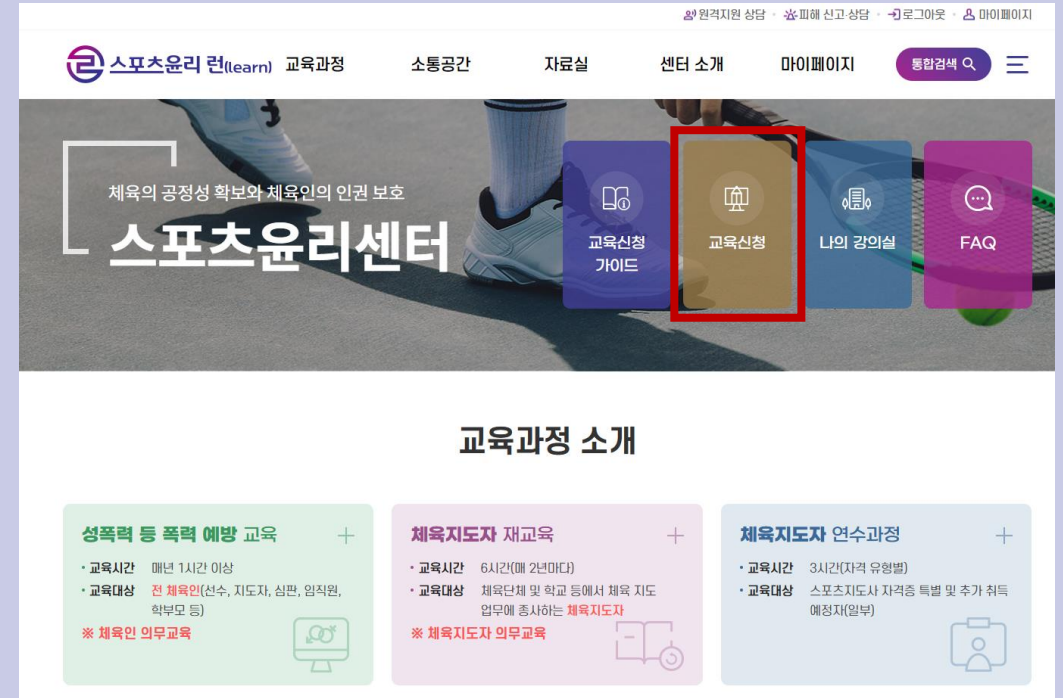 원격지원 상담 · 피해 신고·상담 · 로그아웃 · 마이페이지
스포츠윤리 런(learn) 교육과정 소통공간 자료실 센터 소개 마이페이지 통합검색
체육의 공정성 확보와 체육인의 인권 보호
스포츠윤리센터
교육신청
가이드
교육신청
나의 강의실
FAQ
교육과정 소개
성폭력 등 폭력 예방 교육
· 교육시간 매년 1시간 이상
· 교육대상 전 체육인(선수, 지도자, 심판, 임직원,
학부모 등)
※ 체육인 의무교육
체육지도자 재교육
· 교육시간 6시간(매 2년마다)
· 교육대상 체육단체 및 학교 등에서 체육 지도
업무에 종사하는 체육지도자
※ 체육지도자 의무교육
체육지도자 연수과정
· 교육시간 3시간(자격 유형별)
· 교육대상 스포츠지도사 자격증 특별 및 추가 취득
예정자(일부)